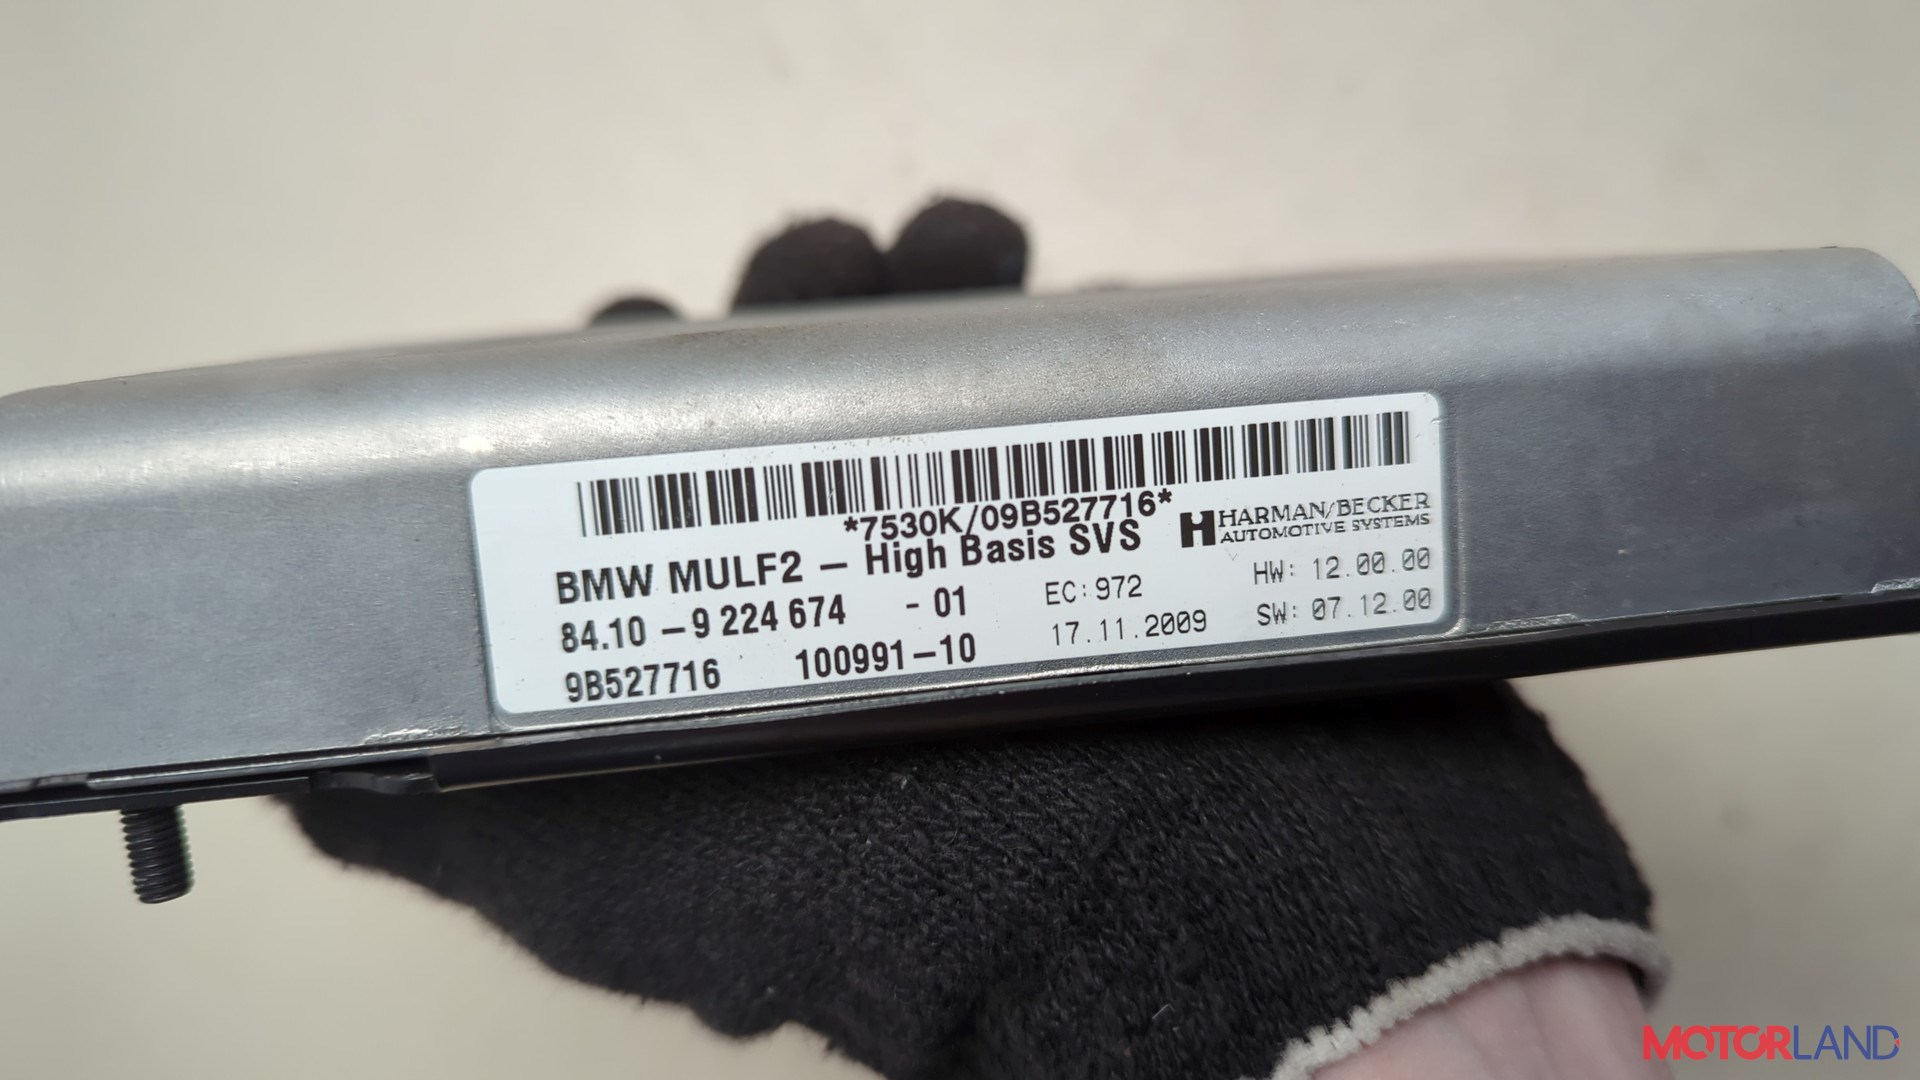 *7530K/09B527716*
HARMAN/BECKER
AUTOMOTIVE SYSTEMS
BMW MULF2 – High Basis SVS
84.10 – 9 224 674 - 01
EC:972
HW: 12.00.00
9B527716 100991–10
17.11.2009
SW: 07.12.00
MOTORLAND